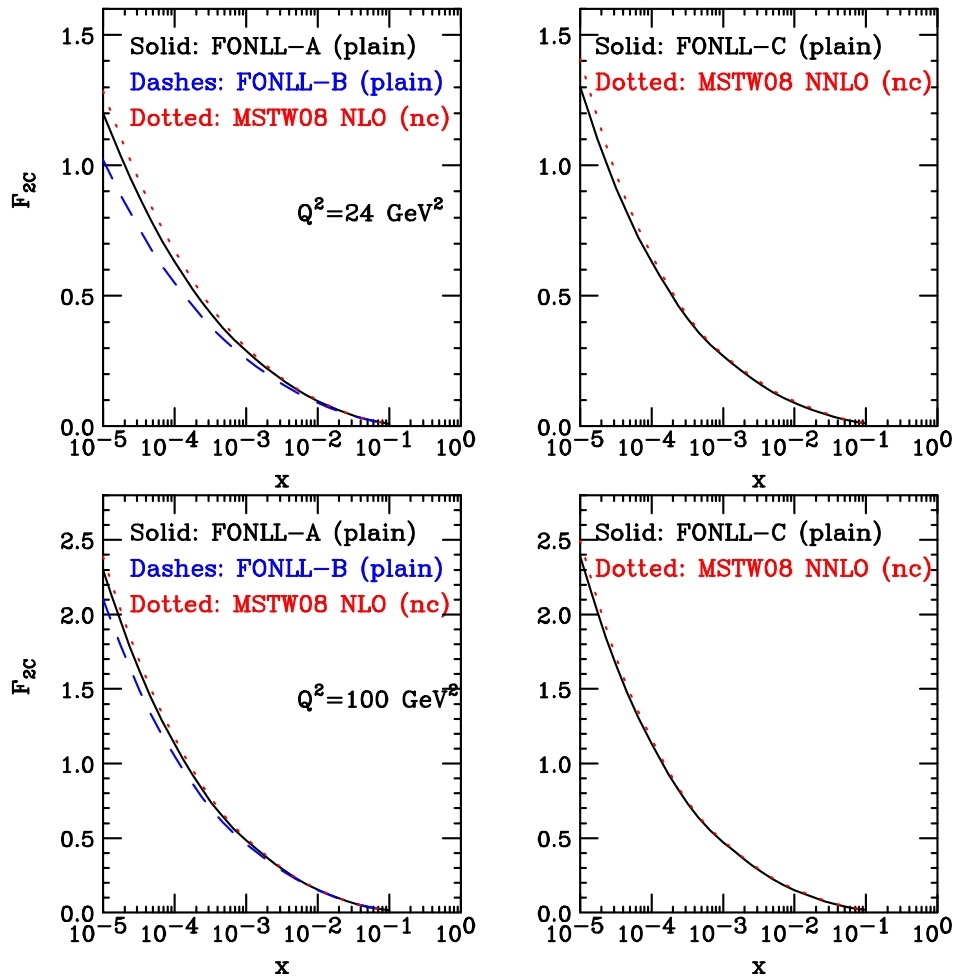 1.5
1.0
0.5
0.0
F2C
Solid: FONLL−A (plain)
Dashes: FONLL−B (plain)
Dotted: MSTW08 NLO (nc)
Q²=24 GeV²
10⁻⁵ 10⁻⁴ 10⁻³ 10⁻² 10⁻¹ 10⁰
x
1.5
1.0
0.5
0.0
Solid: FONLL−C (plain)
Dotted: MSTW08 NNLO (nc)
10⁻⁵ 10⁻⁴ 10⁻³ 10⁻² 10⁻¹ 10⁰
x
2.5
2.0
1.5
1.0
0.5
0.0
F2C
Solid: FONLL−A (plain)
Dashes: FONLL−B (plain)
Dotted: MSTW08 NLO (nc)
Q²=100 GeV²
10⁻⁵ 10⁻⁴ 10⁻³ 10⁻² 10⁻¹ 10⁰
x
2.5
2.0
1.5
1.0
0.5
0.0
Solid: FONLL−C (plain)
Dotted: MSTW08 NNLO (nc)
10⁻⁵ 10⁻⁴ 10⁻³ 10⁻² 10⁻¹ 10⁰
x